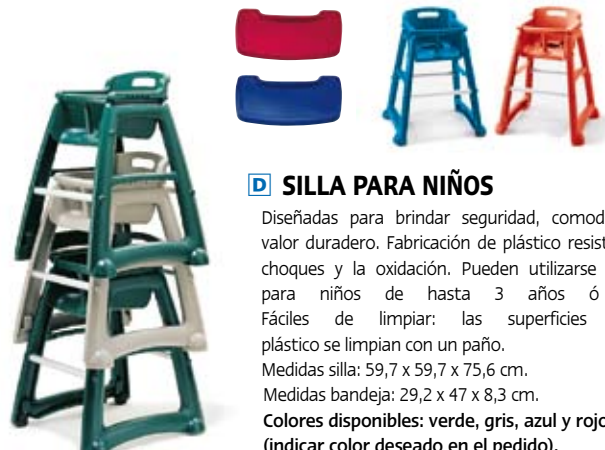 D SILLA PARA NIÑOS
Diseñadas para brindar seguridad, comod
valor duradero. Fabricación de plástico resist
choques y la oxidación. Pueden utilizarse
para niños de hasta 3 años ó
Fáciles de limpiar: las superficies
plástico se limpian con un paño.
Medidas silla: 59,7 x 59,7 x 75,6 cm.
Medidas bandeja: 29,2 x 47 x 8,3 cm.
Colores disponibles: verde, gris, azul y rojo
(indicar color deseado en el pedido).